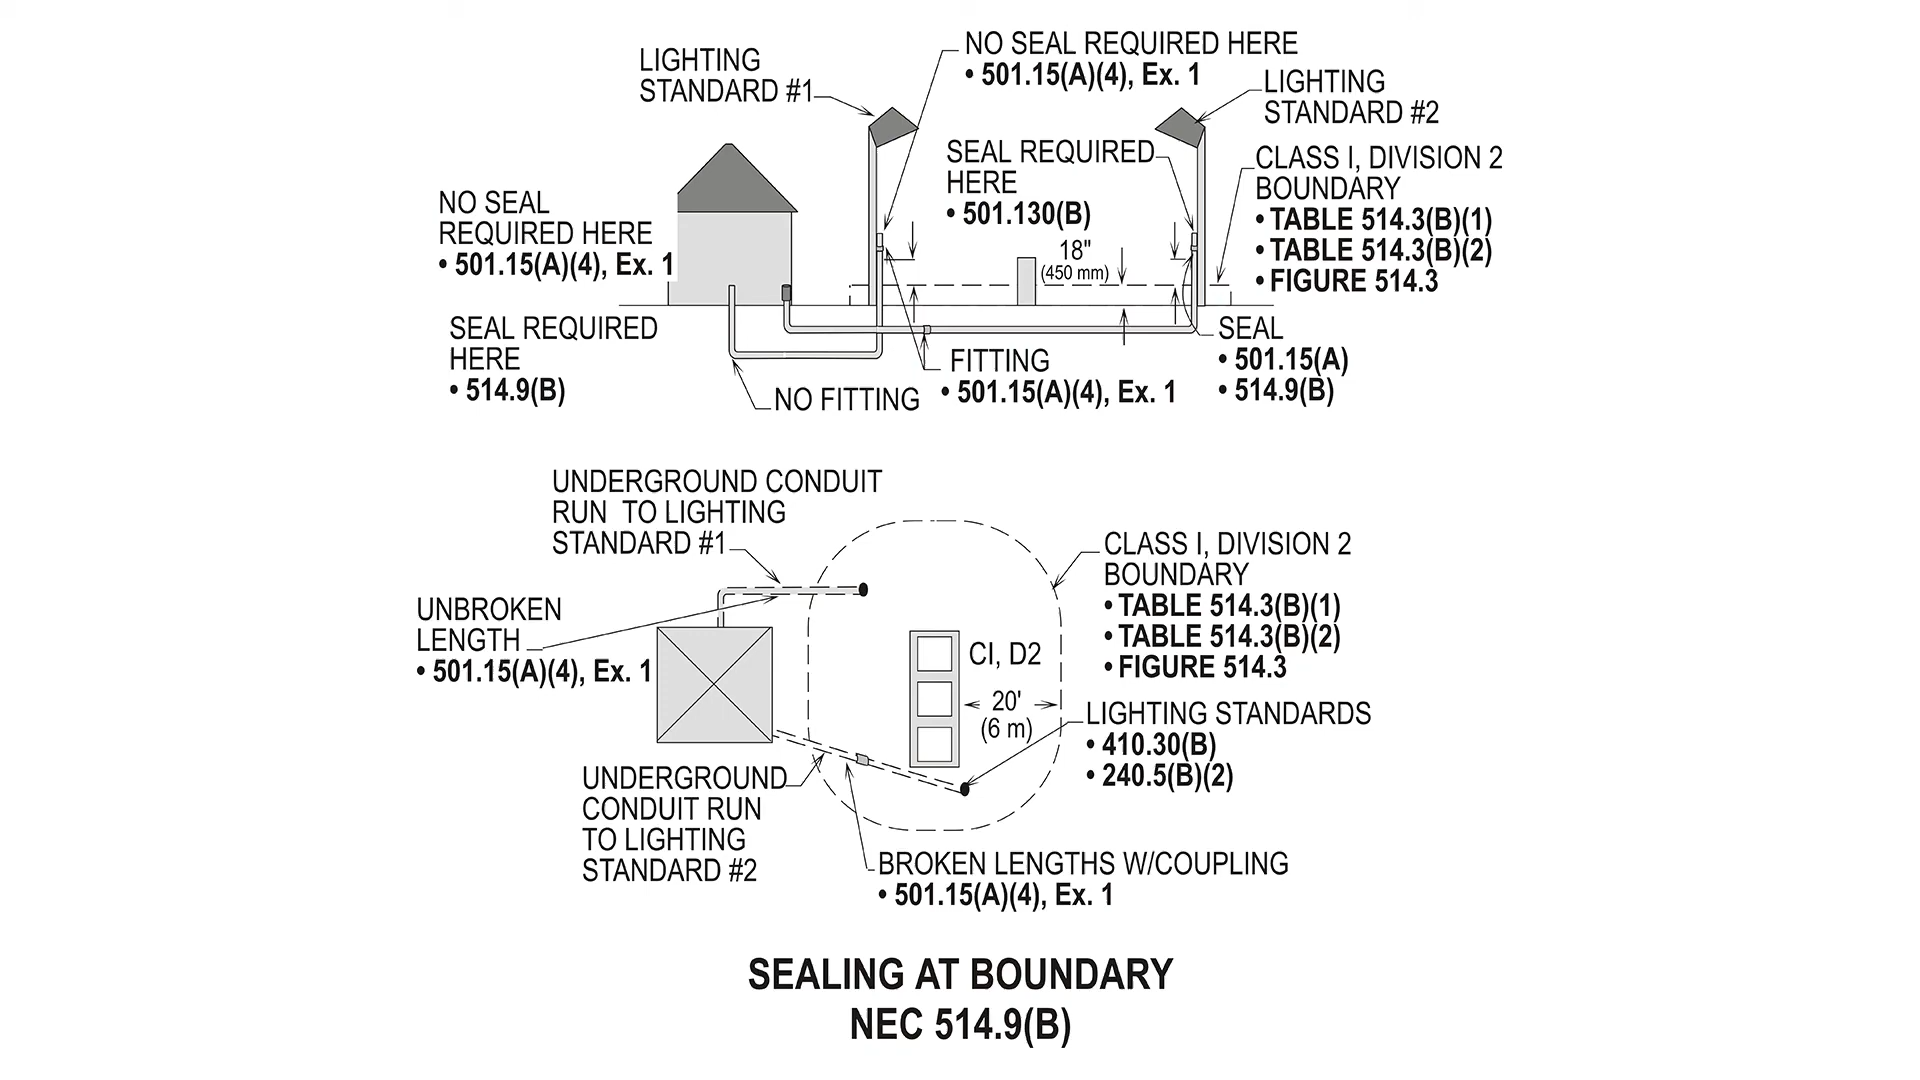 LIGHTING
STANDARD #1
NO SEAL REQUIRED HERE
• 501.15(A)(4), Ex. 1
LIGHTING
STANDARD #2
SEAL REQUIRED
HERE
• 501.130(B)
CLASS I, DIVISION 2
BOUNDARY
• TABLE 514.3(B)(1)
• TABLE 514.3(B)(2)
• FIGURE 514.3
NO SEAL
REQUIRED HERE
• 501.15(A)(4), Ex. 1
18"
(450 mm)
SEAL REQUIRED
HERE
• 514.9(B)
NO FITTING
FITTING
• 501.15(A)(4), Ex. 1
SEAL
• 501.15(A)
• 514.9(B)
UNDERGROUND CONDUIT
RUN TO LIGHTING
STANDARD #1
UNBROKEN
LENGTH
• 501.15(A)(4), Ex. 1
CLASS I, DIVISION 2
BOUNDARY
• TABLE 514.3(B)(1)
• TABLE 514.3(B)(2)
• FIGURE 514.3
CI, D2
20'
(6 m)
LIGHTING STANDARDS
• 410.30(B)
• 240.5(B)(2)
UNDERGROUND
CONDUIT RUN
TO LIGHTING
STANDARD #2
BROKEN LENGTHS W/COUPLING
• 501.15(A)(4), Ex. 1
SEALING AT BOUNDARY
NEC 514.9(B)